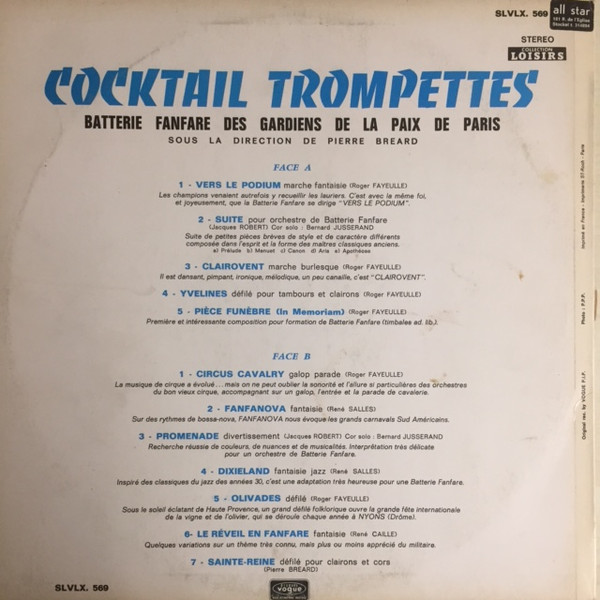 SLVLX. 569
all star
STEREO
COLLECTION
LOISIRS
COCKTAIL TROMPETTES
BATTERIE FANFARE DES GARDIENS DE LA PAIX DE PARIS
SOUS LA DIRECTION DE PIERRE BREARD
FACE A
1 - VERS LE PODIUM marche fantaisie (Roger FAYEULLE)
Les champions venaient autrefois y recueillir les lauriers. C'est avec la même foi,
et joyeusement, que la Batterie Fanfare se dirige "VERS LE PODIUM".
2 - SUITE pour orchestre de Batterie Fanfare
(Jacques ROBERT) Cor solo : Bernard JUSSERAND
Suite de petites pièces brèves de style et de caractère différents
composée dans l'esprit et la forme des maîtres classiques anciens.
a) Prélude b) Menuet c) Canon d) Aria e) Apothéose
3 - CLAIROVENT marche burlesque (Roger FAYEULLE)
Il est dansant, pimpant, ironique, mélodique, un peu canaille, c'est "CLAIROVENT".
4 - YVELINES défilé pour tambours et clairons (Roger FAYEULLE)
5 - PIÈCE FUNÈBRE (In Memoriam) (Roger FAYEULLE)
Première et intéressante composition pour formation de Batterie Fanfare (timbales ad. lib.).
FACE B
1 - CIRCUS CAVALRY galop parade (Roger FAYEULLE)
La musique de cirque a évolué... mais on ne peut oublier la sonorité et l'allure si particulières des orchestres
du bon vieux cirque, accompagnant sur un galop, l'entrée et la parade de cavalerie.
2 - FANFANOVA fantaisie (René SALLES)
Sur des rythmes de bossa-nova, FANFANOVA nous évoque les grands carnavals Sud Américains.
3 - PROMENADE divertissement (Jacques ROBERT) Cor solo : Bernard JUSSERAND
Recherche réussie de couleurs, de nuances et de musicalités. Interprétation très délicate
pour un orchestre de Batterie Fanfare.
4 - DIXIELAND fantaisie jazz (René SALLES)
Inspiré des classiques du jazz des années 30, c'est une adaptation très heureuse pour une Batterie Fanfare.
5 - OLIVADES défilé (Roger FAYEULLE)
Sous le soleil éclatant de Haute Provence, un grand défilé folklorique ouvre la grande fête internationale
de la vigne et de l'olivier, qui se déroule chaque année à NYONS (Drôme).
6- LE RÉVEIL EN FANFARE fantaisie (René CAILLE)
Quelques variations sur un thème très connu, mais plus ou moins apprécié du militaire.
7 - SAINTE-REINE défilé pour clairons et cors
(Pierre BREARD)
SLVLX. 569
vogue
Imprimé en France - Imprimerie
Paris
Photo : P.P.P.
Original rec. by VOGUE P.I.P.